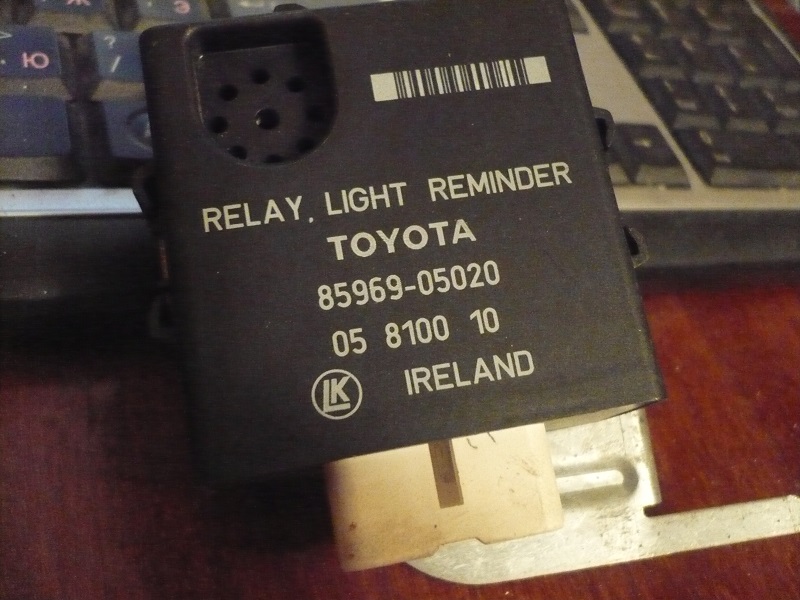 Ж
Э
Ю
?
/
RELAY, LIGHT REMINDER
TOYOTA
85969-05020
05 8100 10
LK IRELAND